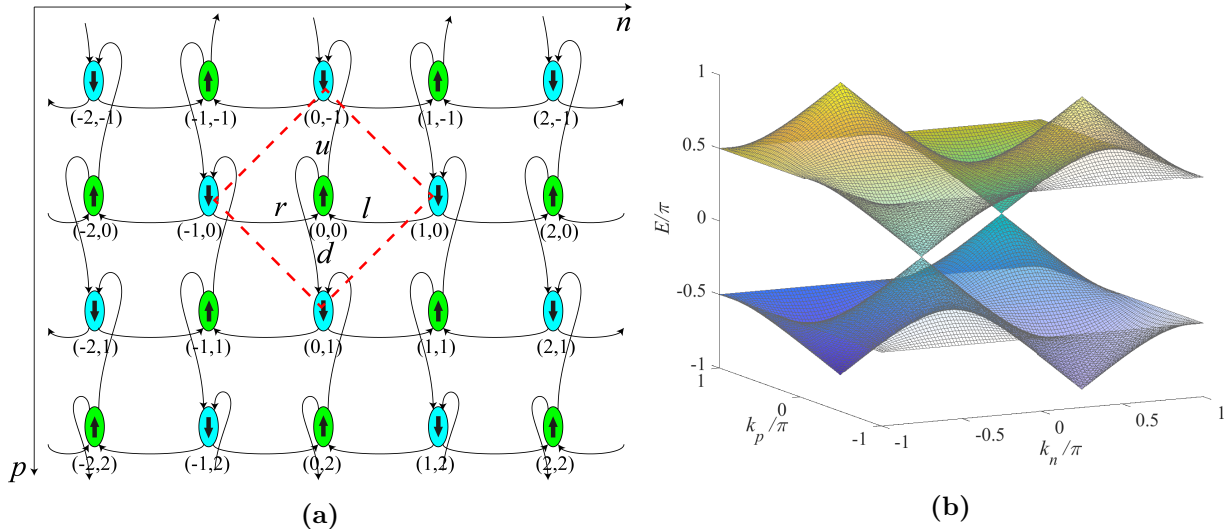 n
(-2,-1) (-1,-1) (0,-1) (1,-1) (2,-1)
u
r l
(-2,0) (-1,0) (0,0) (1,0) (2,0)
d
(-2,1) (-1,1) (0,1) (1,1) (2,1)
p
(-2,2) (-1,2) (0,2) (1,2) (2,2)
(a)
1
0.5
0
-0.5
-1
E/π
1
0
-1
k_p/π
-1
-0.5
0
0.5
1
k_n/π
(b)